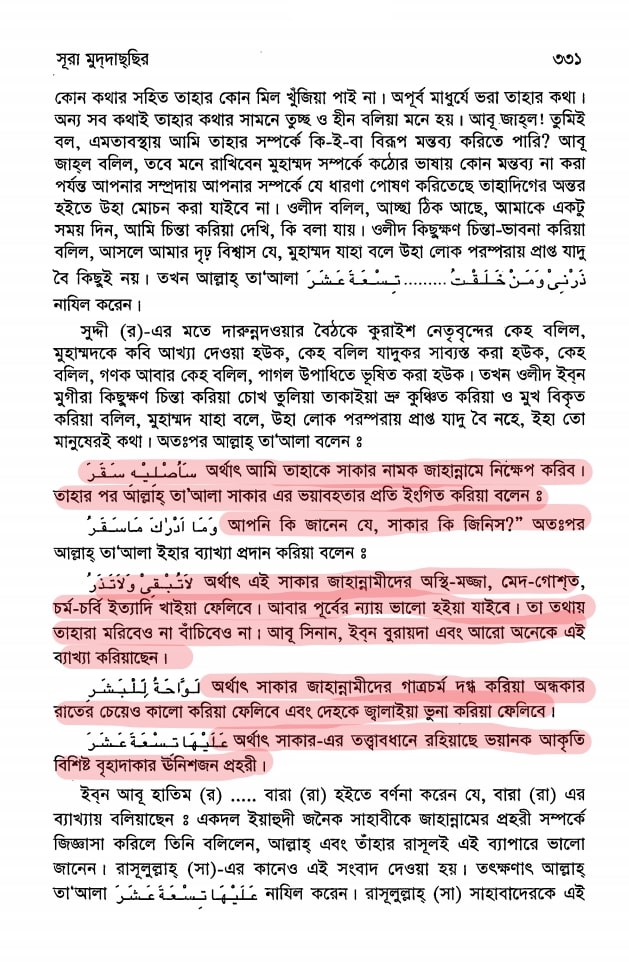 সূরা মুদ্‌দাছ্‌ছির ৩৩১
কোন কথার সহিত তাহার কোন মিল খুঁজিয়া পাই না। অপূর্ব মাধুর্যে ভরা তাহার কথা।
অন্য সব কথাই তাহার কথার সামনে তুচ্ছ ও হীন বলিয়া মনে হয়। আবূ জাহ্‌ল! তুমিই
বল, এমতাবস্থায় আমি তাহার সম্পর্কে কি-ই-বা বিরূপ মন্তব্য করিতে পারি? আবূ
জাহ্‌ল বলিল, তবে মনে রাখিবেন মুহাম্মদ সম্পর্কে কঠোর ভাষায় কোন মন্তব্য না করা
পর্যন্ত আপনার সম্প্রদায় আপনার সম্পর্কে যে ধারণা পোষণ করিতেছে তাহাদিগের অন্তর
হইতে উহা মোচন করা যাইবে না। ওলীদ বলিল, আচ্ছা ঠিক আছে, আমাকে একটু
সময় দিন, আমি চিন্তা করিয়া দেখি, কি বলা যায়। ওলীদ কিছুক্ষণ চিন্তা-ভাবনা করিয়া
বলিল, আসলে আমার দৃঢ় বিশ্বাস যে, মুহাম্মদ যাহা বলে উহা লোক পরম্পরায় প্রাপ্ত যাদু
বৈ কিছুই নয়। তখন আল্লাহ্ তা'আলা ذَرْنِىْ وَمَنْ خَلَقْتُ ......... تِسْعَةَ عَشَرَ
নাযিল করেন।
সুদ্দী (র)-এর মতে দারুন্নদওয়ার বৈঠকে কুরাইশ নেতৃবৃন্দের কেহ বলিল,
মুহাম্মদকে কবি আখ্যা দেওয়া হউক, কেহ বলিল যাদুকর সাব্যস্ত করা হউক, কেহ
বলিল, গণক আবার কেহ বলিল, পাগল উপাধিতে ভূষিত করা হউক। তখন ওলীদ ইব্‌ন
মুগীরা কিছুক্ষণ চিন্তা করিয়া চোখ তুলিয়া তাকাইয়া ভ্রু কুঞ্চিত করিয়া ও মুখ বিকৃত
করিয়া বলিল, মুহাম্মদ যাহা বলে, উহা লোক পরম্পরায় প্রাপ্ত যাদু বৈ নহে, ইহা তো
মানুষেরই কথা। অতঃপর আল্লাহ্ তা'আলা বলেন ঃ
سَأُصْلِيْهِ سَقَرَ অর্থাৎ আমি তাহাকে সাকার নামক জাহান্নামে নিক্ষেপ করিব।
তাহার পর আল্লাহ্ তা'আলা সাকার এর ভয়াবহতার প্রতি ইংগিত করিয়া বলেন ঃ
وَمَا اَدْرٰكَ مَاسَقَرُ আপনি কি জানেন যে, সাকার কি জিনিস?” অতঃপর
আল্লাহ্ তা'আলা ইহার ব্যাখ্যা প্রদান করিয়া বলেন ঃ
لاَتُبْقِىْ وَلاَتَذَرُ অর্থাৎ এই সাকার জাহান্নামীদের অস্থি-মজ্জা, মেদ-গোশ্‌ত,
চর্ম-চর্বি ইত্যাদি খাইয়া ফেলিবে। আবার পূর্বের ন্যায় ভালো হইয়া যাইবে। তা তথায়
তাহারা মরিবেও না বাঁচিবেও না। আবূ সিনান, ইব্‌ন বুরায়দা এবং আরো অনেকে এই
ব্যাখ্যা করিয়াছেন।
لَوَّاحَةٌ لِّلْبَشَرِ অর্থাৎ সাকার জাহান্নামীদের গাত্রচর্ম দগ্ধ করিয়া অন্ধকার
রাতের চেয়েও কালো করিয়া ফেলিবে এবং দেহকে জ্বালাইয়া ভুনা করিয়া ফেলিবে।
عَلَيْهَا تِسْعَةَ عَشَرَ অর্থাৎ সাকার-এর তত্ত্বাবধানে রহিয়াছে ভয়ানক আকৃতি
বিশিষ্ট বৃহাদাকার ঊনিশজন প্রহরী।
ইব্‌ন আবূ হাতিম (র) ..... বারা (রা) হইতে বর্ণনা করেন যে, বারা (রা) এর
ব্যাখ্যায় বলিয়াছেন ঃ একদল ইয়াহুদী জনৈক সাহাবীকে জাহান্নামের প্রহরী সম্পর্কে
জিজ্ঞাসা করিলে তিনি বলিলেন, আল্লাহ্ এবং তাঁহার রাসূলই এই ব্যাপারে ভালো
জানেন। রাসূলুল্লাহ্ (সা)-এর কানেও এই সংবাদ দেওয়া হয়। তৎক্ষণাৎ আল্লাহ্
তা'আলা عَلَيْهَا تِسْعَةَ عَشَرَ নাযিল করেন। রাসূলুল্লাহ্ (সা) সাহাবাদেরকে এই